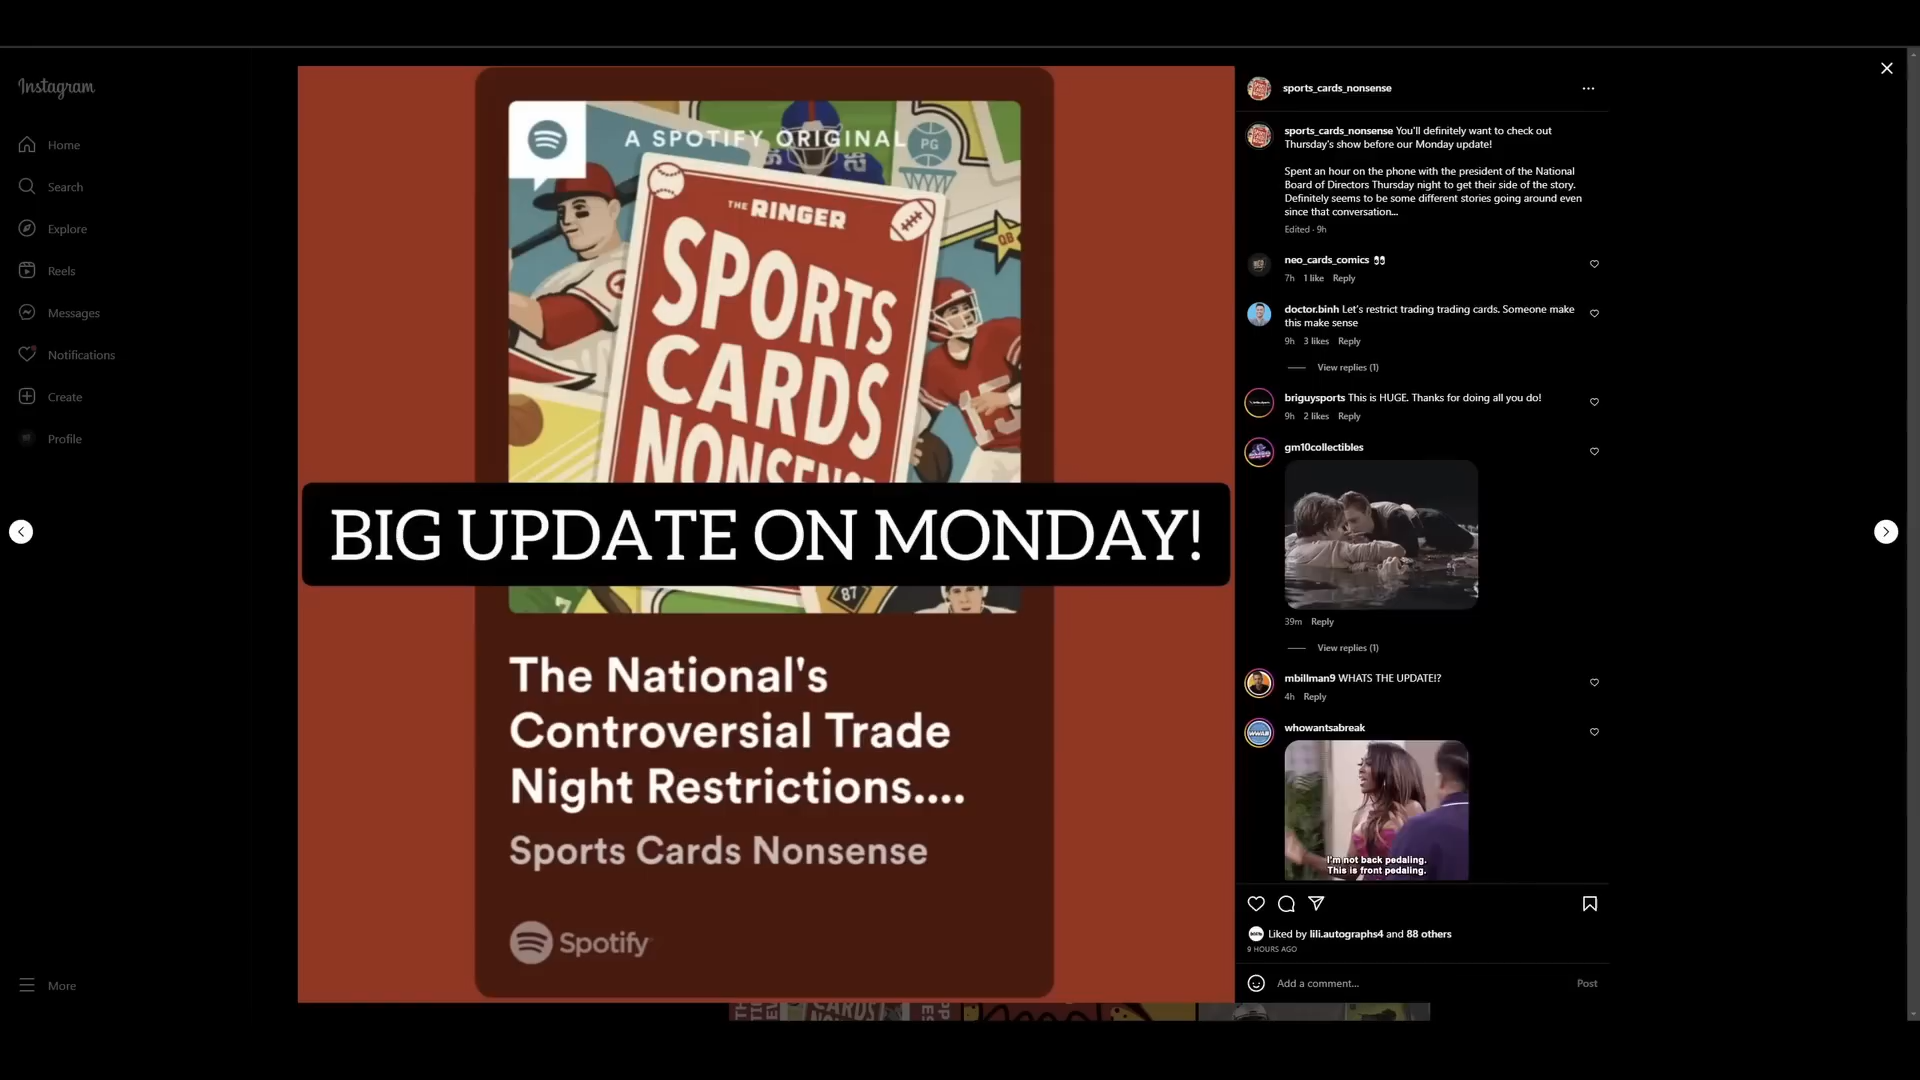 Instagram
Home
Search
Explore
Reels
Messages
Notifications
Create
Profile
More
A SPOTIFY ORIGINAL
PG
THE RINGER
SPORTS
CARDS
NONSENSE
QB
15
87
BIG UPDATE ON MONDAY!
The National's
Controversial Trade
Night Restrictions....
Sports Cards Nonsense
Spotify
sports_cards_nonsense
sports_cards_nonsense You'll definitely want to check out
Thursday's show before our Monday update!
Spent an hour on the phone with the president of the National
Board of Directors Thursday night to get their side of the story.
Definitely seems to be some different stories going around even
since that conversation...
Edited · 9h
neo_cards_comics 👀
7h 1 like Reply
doctor.binh Let's restrict trading trading cards. Someone make
this make sense
9h 3 likes Reply
View replies (1)
briguysports This is HUGE. Thanks for doing all you do!
9h 2 likes Reply
gm10collectibles
39m Reply
View replies (1)
mbillman9 WHATS THE UPDATE!?
4h Reply
whowantsabreak
I'm not back pedaling.
This is front pedaling.
Liked by lili.autographs4 and 88 others
9 HOURS AGO
Add a comment...
Post